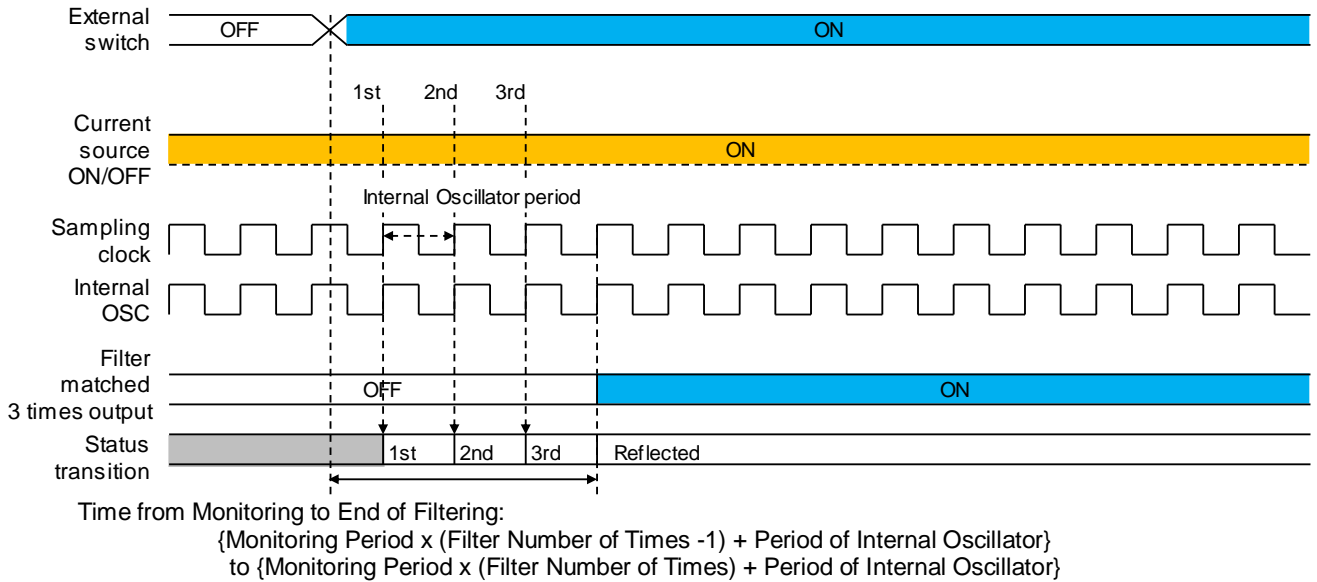 External
switch
OFF
ON
1st
2nd
3rd
Current
source
ON/OFF
ON
Internal Oscillator period
Sampling
clock
Internal
OSC
Filter
matched
3 times output
OFF
ON
Status
transition
1st
2nd
3rd
Reflected
Time from Monitoring to End of Filtering:
{Monitoring Period x (Filter Number of Times -1) + Period of Internal Oscillator}
to {Monitoring Period x (Filter Number of Times) + Period of Internal Oscillator}